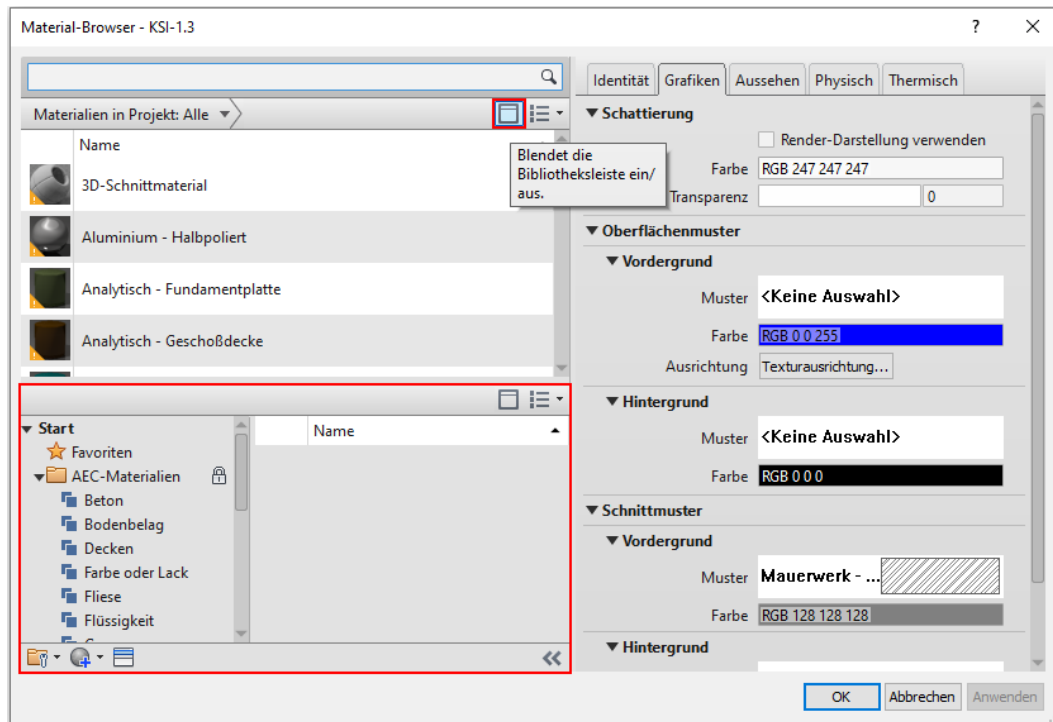 Material-Browser - KSI-1.3
?
Materialien in Projekt: Alle
Name
3D-Schnittmaterial
Aluminium - Halbpoliert
Analytisch - Fundamentplatte
Analytisch - Geschoßdecke
Blendet die
Bibliotheksleiste ein/
aus.
Start
Favoriten
AEC-Materialien
Beton
Bodenbelag
Decken
Farbe oder Lack
Fliese
Flüssigkeit
Name
Identität Grafiken Aussehen Physisch Thermisch
Schattierung
Render-Darstellung verwenden
Farbe RGB 247 247 247
Transparenz 0
Oberflächenmuster
Vordergrund
Muster <Keine Auswahl>
Farbe RGB 0 0 255
Ausrichtung Texturausrichtung...
Hintergrund
Muster <Keine Auswahl>
Farbe RGB 0 0 0
Schnittmuster
Vordergrund
Muster Mauerwerk - ...
Farbe RGB 128 128 128
Hintergrund
OK Abbrechen Anwenden